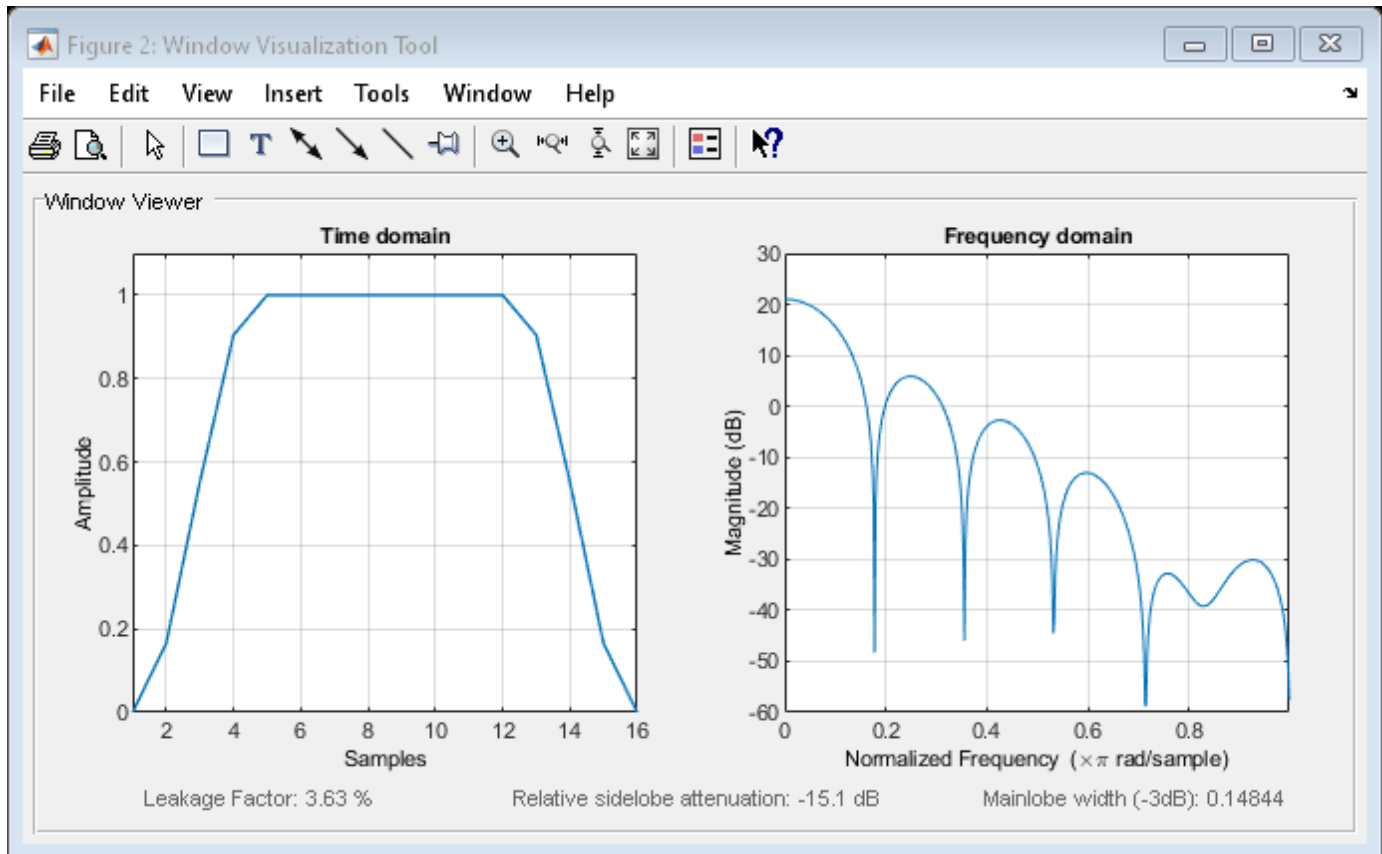 Figure 2: Window Visualization Tool
File Edit View Insert Tools Window Help
T
?
Window Viewer
Time domain
1
0.8
0.6
0.4
0.2
0
Amplitude
2 4 6 8 10 12 14 16
Samples
Frequency domain
30
20
10
0
-10
-20
-30
-40
-50
-60
Magnitude (dB)
0 0.2 0.4 0.6 0.8
Normalized Frequency (×π rad/sample)
Leakage Factor: 3.63 % Relative sidelobe attenuation: -15.1 dB Mainlobe width (-3dB): 0.14844